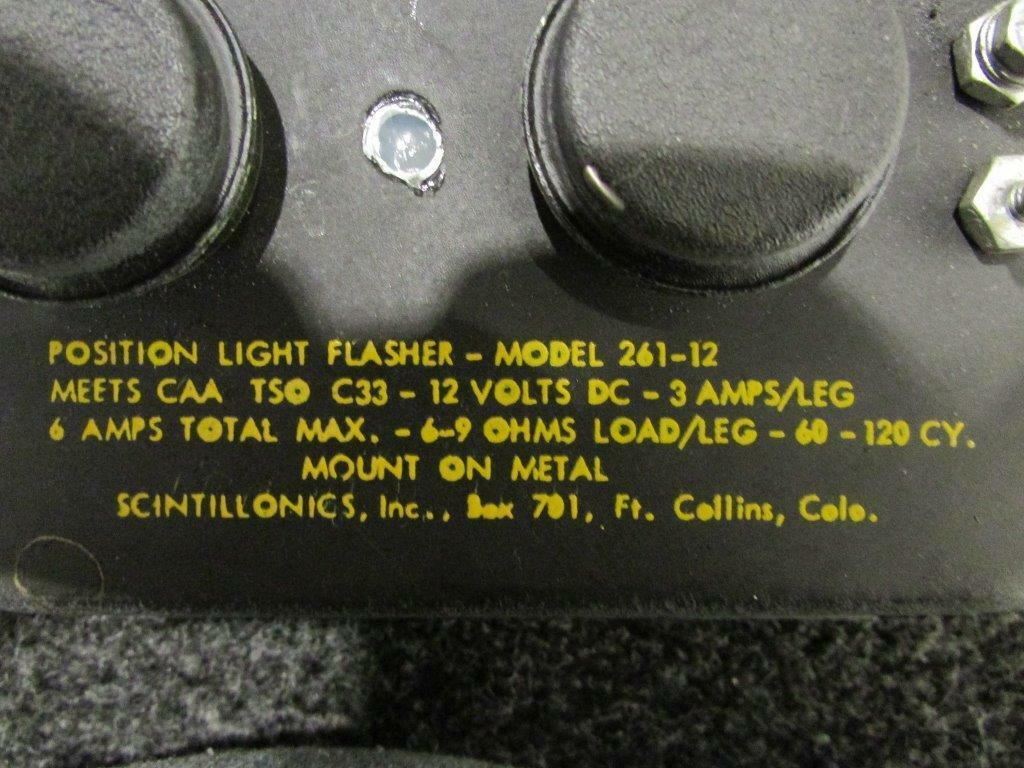 POSITION LIGHT FLASHER - MODEL 261-12
MEETS CAA TSO C33 - 12 VOLTS DC - 3 AMPS/LEG
6 AMPS TOTAL MAX. - 6-9 OHMS LOAD/LEG - 60 - 120 CY.
MOUNT ON METAL
SCINTILLONICS, Inc., Box 701, Ft. Collins, Colo.